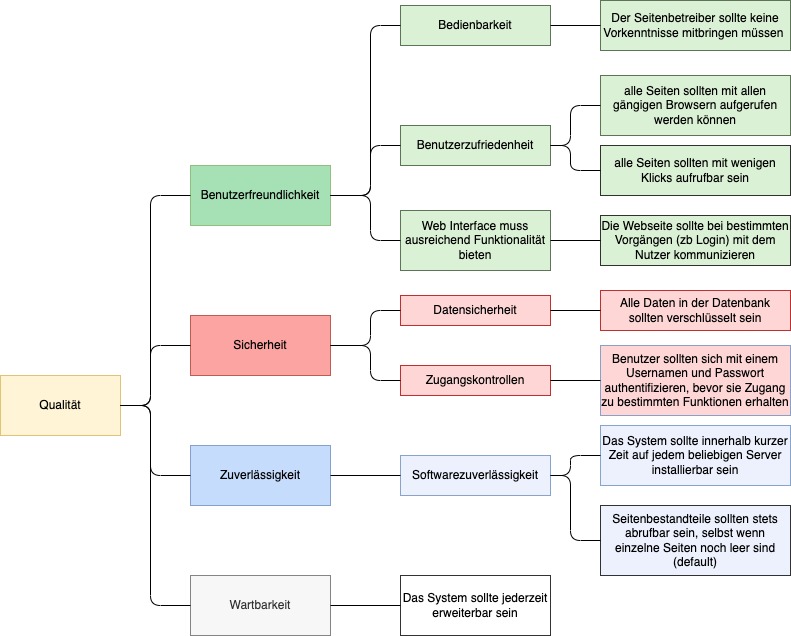 Qualität
Benutzerfreundlichkeit
Bedienbarkeit
Der Seitenbetreiber sollte keine
Vorkenntnisse mitbringen müssen
Benutzerzufriedenheit
alle Seiten sollten mit allen
gängigen Browsern aufgerufen
werden können
alle Seiten sollten mit wenigen
Klicks aufrufbar sein
Web Interface muss
ausreichend Funktionalität
bieten
Die Webseite sollte bei bestimmten
Vorgängen (zb Login) mit dem
Nutzer kommunizieren
Sicherheit
Datensicherheit
Alle Daten in der Datenbank
sollten verschlüsselt sein
Zugangskontrollen
Benutzer sollten sich mit einem
Usernamen und Passwort
authentifizieren, bevor sie Zugang
zu bestimmten Funktionen erhalten
Zuverlässigkeit
Softwarezuverlässigkeit
Das System sollte innerhalb kurzer
Zeit auf jedem beliebigen Server
installierbar sein
Seitenbestandteile sollten stets
abrufbar sein, selbst wenn
einzelne Seiten noch leer sind
(default)
Wartbarkeit
Das System sollte jederzeit
erweiterbar sein